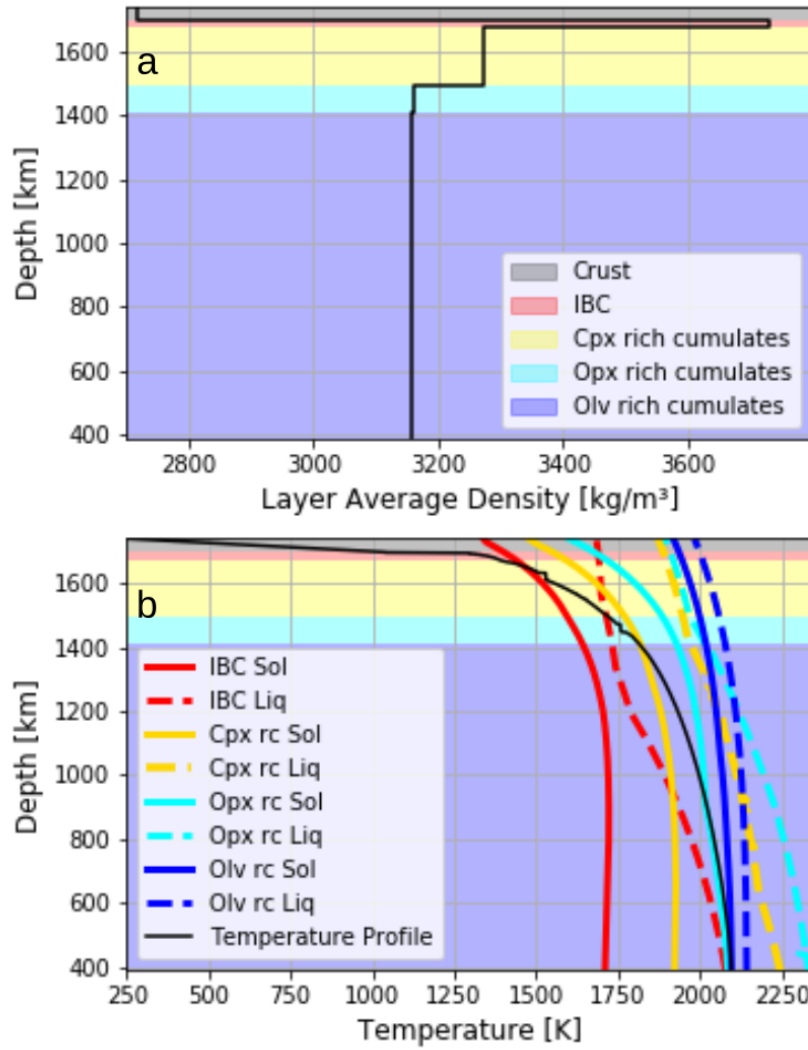 a
1600
1400
1200
1000
800
600
400
Depth [km]
Crust
IBC
Cpx rich cumulates
Opx rich cumulates
Olv rich cumulates
2800 3000 3200 3400 3600
Layer Average Density [kg/m³]
b
1600
1400
1200
1000
800
600
400
Depth [km]
IBC Sol
IBC Liq
Cpx rc Sol
Cpx rc Liq
Opx rc Sol
Opx rc Liq
Olv rc Sol
Olv rc Liq
Temperature Profile
250 500 750 1000 1250 1500 1750 2000 2250
Temperature [K]